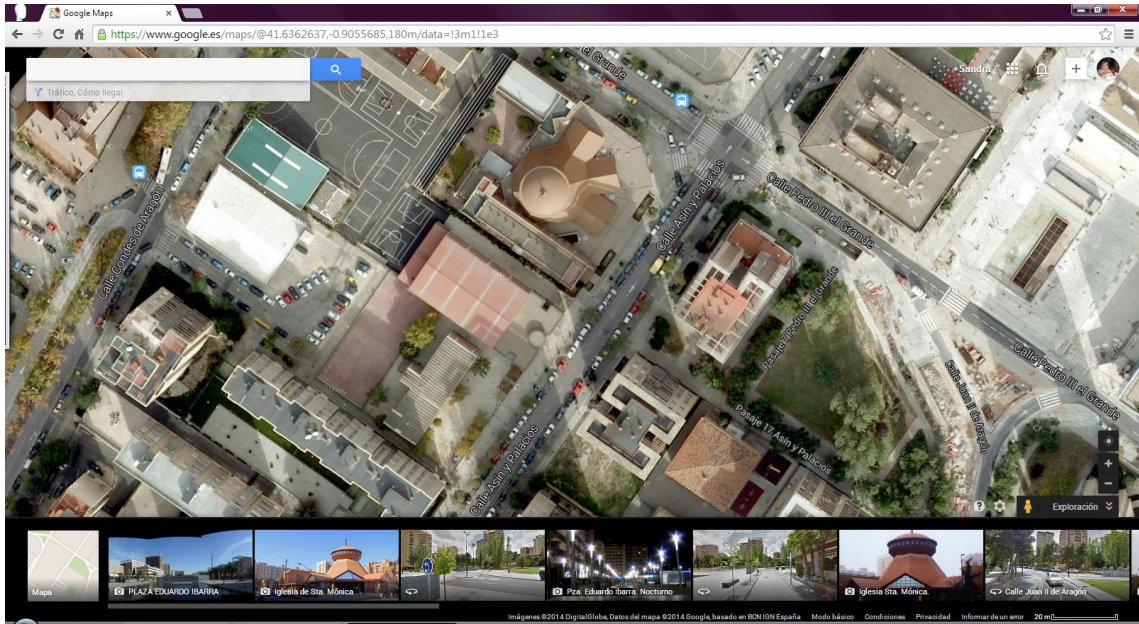 Google Maps
https://www.google.es/maps/@41.6362637,-0.9055685,180m/data=!3m1!1e3
Tráfico, Cómo llegar
+Sandra
el Grande
Calle Condes de Aragón
Calle Asín y Palacios
Calle Pedro III el Grande
Pasaje 7 Pedro III el Grande
Calle Pedro III el Grande
Calle Juan II de Aragón
Pasaje 17 Asín y Palacios
Calle Asín y Palacios
Exploración
Mapa
PLAZA EDUARDO IBARRA
Iglesia de Sta. Mónica
Pza. Eduardo Ibarra. Nocturno
Iglesia Sta. Mónica.
Calle Juan II de Aragón
Imágenes ©2014 DigitalGlobe, Datos del mapa ©2014 Google, basado en BCN IGN España Modo básico Condiciones Privacidad Informar de un error 20 m